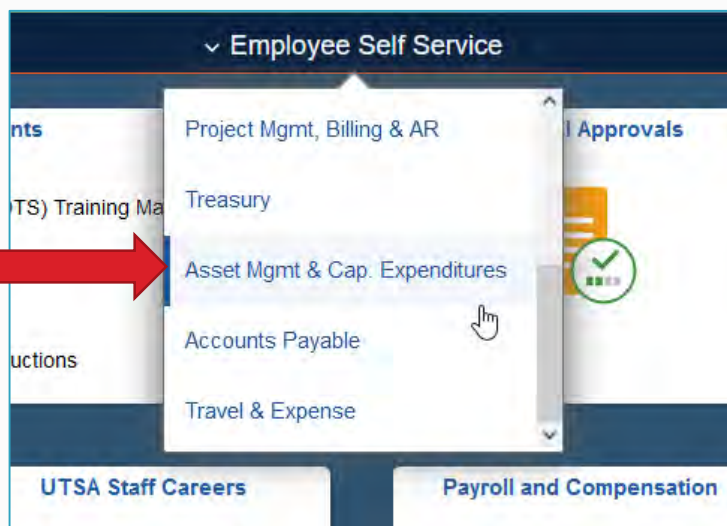 Employee Self Service
nts
Project Mgmt, Billing & AR
l Approvals
TS) Training Ma
Treasury
Asset Mgmt & Cap. Expenditures
Accounts Payable
uctions
Travel & Expense
UTSA Staff Careers
Payroll and Compensation